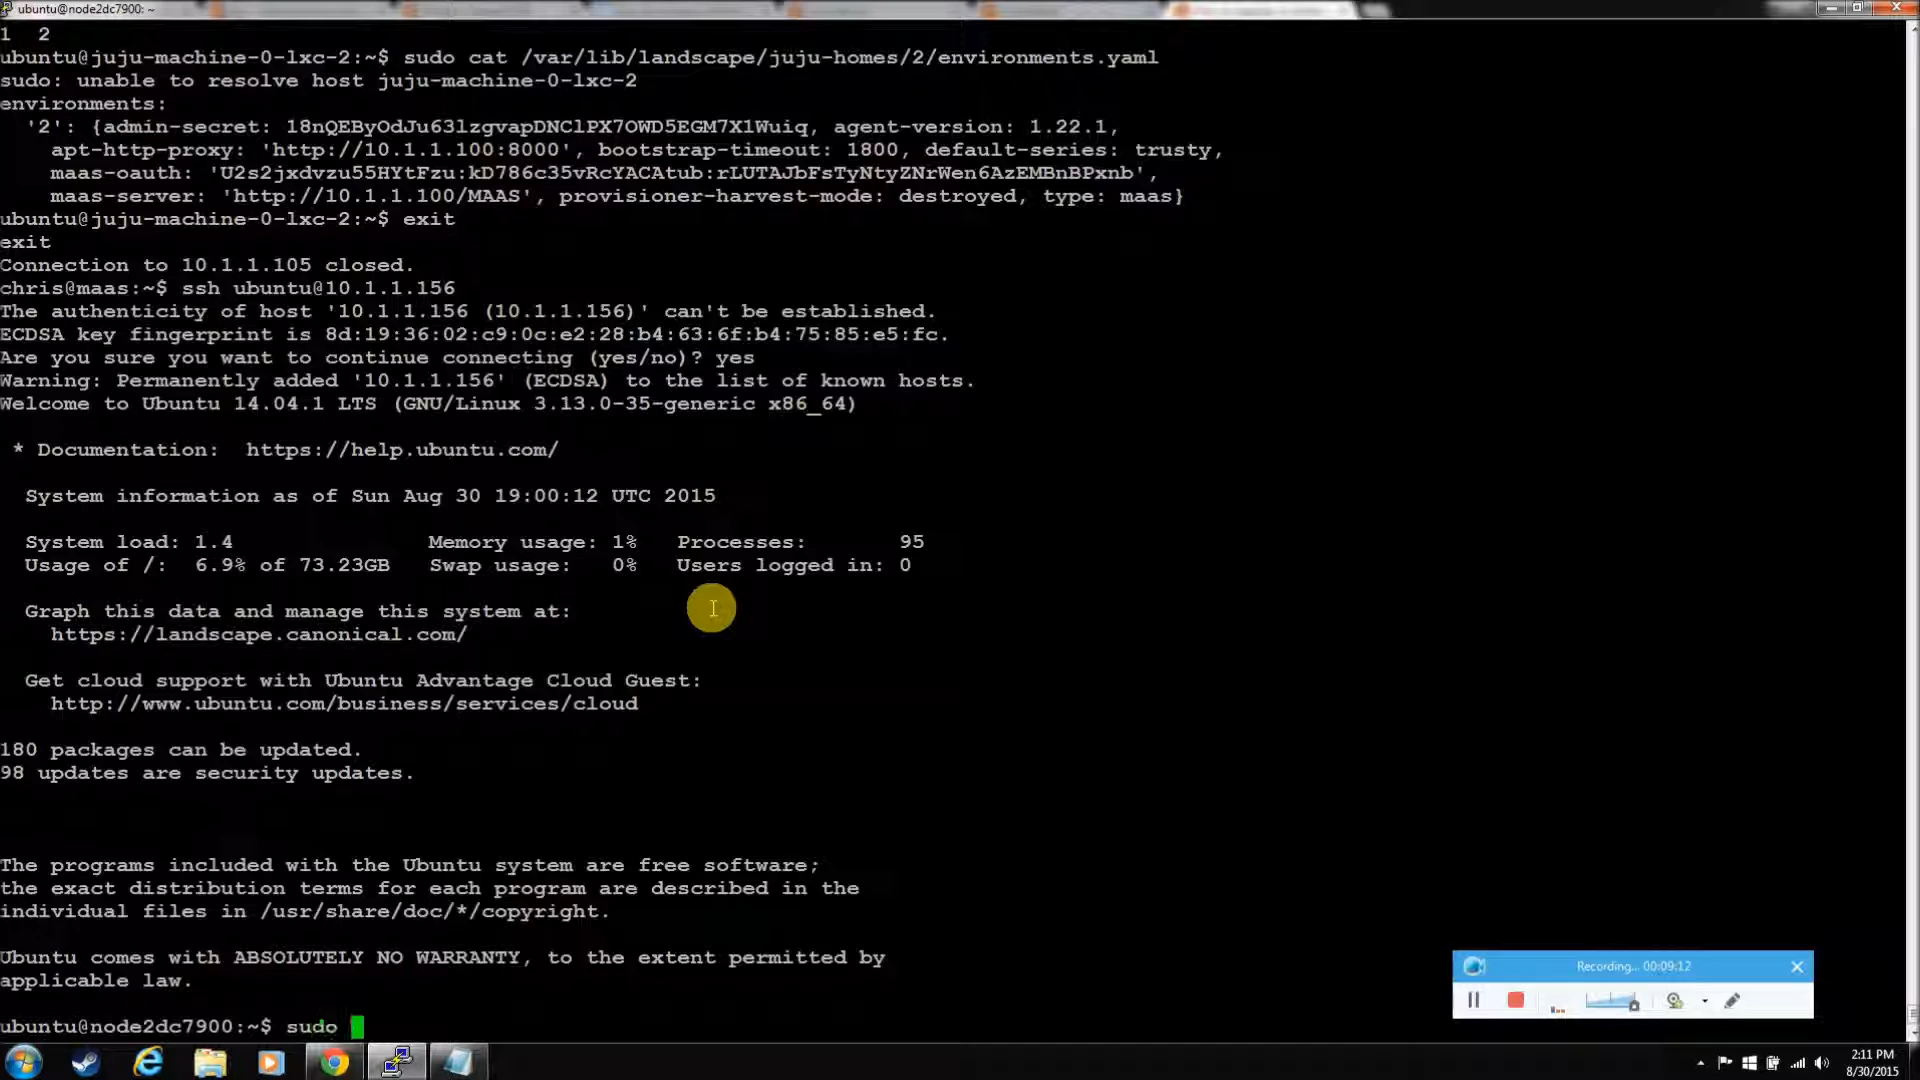 ubuntu@node2dc7900: ~
1  2
ubuntu@juju-machine-0-lxc-2:~$ sudo cat /var/lib/landscape/juju-homes/2/environments.yaml
sudo: unable to resolve host juju-machine-0-lxc-2
environments:
  '2': {admin-secret: 18nQEByOdJu63lzgvapDNClPX7OWD5EGM7X1Wuiq, agent-version: 1.22.1,
    apt-http-proxy: 'http://10.1.1.100:8000', bootstrap-timeout: 1800, default-series: trusty,
    maas-oauth: 'U2s2jxdvzu55HYtFzu:kD786c35vRcYACAtub:rLUTAJbFsTyNtyZNrWen6AzEMBnBPxnb',
    maas-server: 'http://10.1.1.100/MAAS', provisioner-harvest-mode: destroyed, type: maas}
ubuntu@juju-machine-0-lxc-2:~$ exit
exit
Connection to 10.1.1.105 closed.
chris@maas:~$ ssh ubuntu@10.1.1.156
The authenticity of host '10.1.1.156 (10.1.1.156)' can't be established.
ECDSA key fingerprint is 8d:19:36:02:c9:0c:e2:28:b4:63:6f:b4:75:85:e5:fc.
Are you sure you want to continue connecting (yes/no)? yes
Warning: Permanently added '10.1.1.156' (ECDSA) to the list of known hosts.
Welcome to Ubuntu 14.04.1 LTS (GNU/Linux 3.13.0-35-generic x86_64)
 * Documentation:  https://help.ubuntu.com/
  System information as of Sun Aug 30 19:00:12 UTC 2015
  System load: 1.4               Memory usage: 1%   Processes:       95
  Usage of /:  6.9% of 73.23GB   Swap usage:   0%   Users logged in: 0
  Graph this data and manage this system at:
    https://landscape.canonical.com/
  Get cloud support with Ubuntu Advantage Cloud Guest:
    http://www.ubuntu.com/business/services/cloud
180 packages can be updated.
98 updates are security updates.
The programs included with the Ubuntu system are free software;
the exact distribution terms for each program are described in the
individual files in /usr/share/doc/*/copyright.
Ubuntu comes with ABSOLUTELY NO WARRANTY, to the extent permitted by
applicable law.
ubuntu@node2dc7900:~$ sudo
Recording... 00:09:12
2:11 PM
8/30/2015